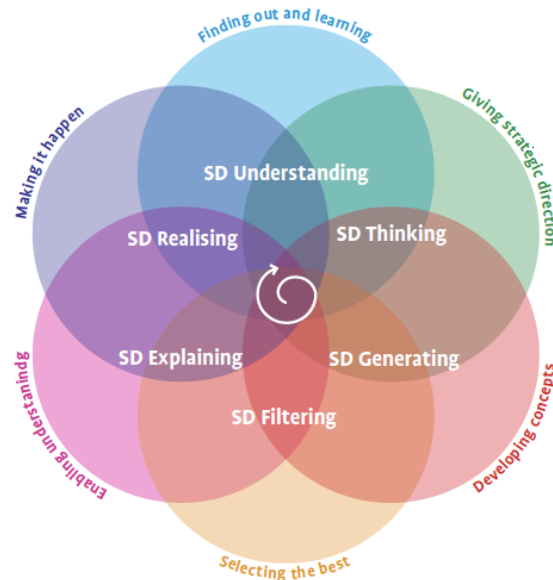 Finding out and learning
Making it happen
Giving strategic direction
SD Understanding
SD Realising
SD Thinking
SD Explaining
SD Generating
SD Filtering
Enabling understanindg
Developing concepts
Selecting the best